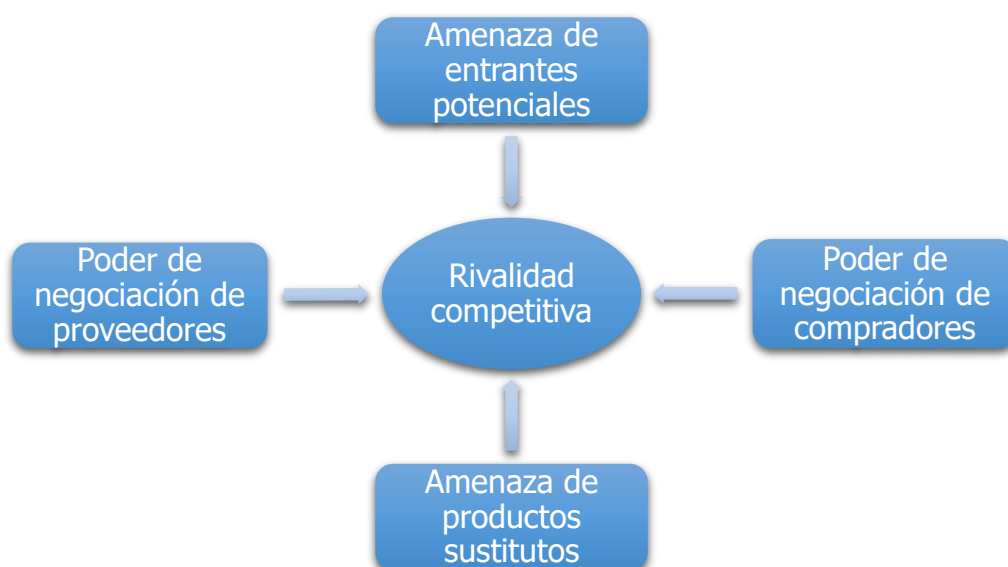 Amenaza de
entrantes
potenciales
Poder de
negociación de
proveedores
Rivalidad
competitiva
Poder de
negociación de
compradores
Amenaza de
productos
sustitutos